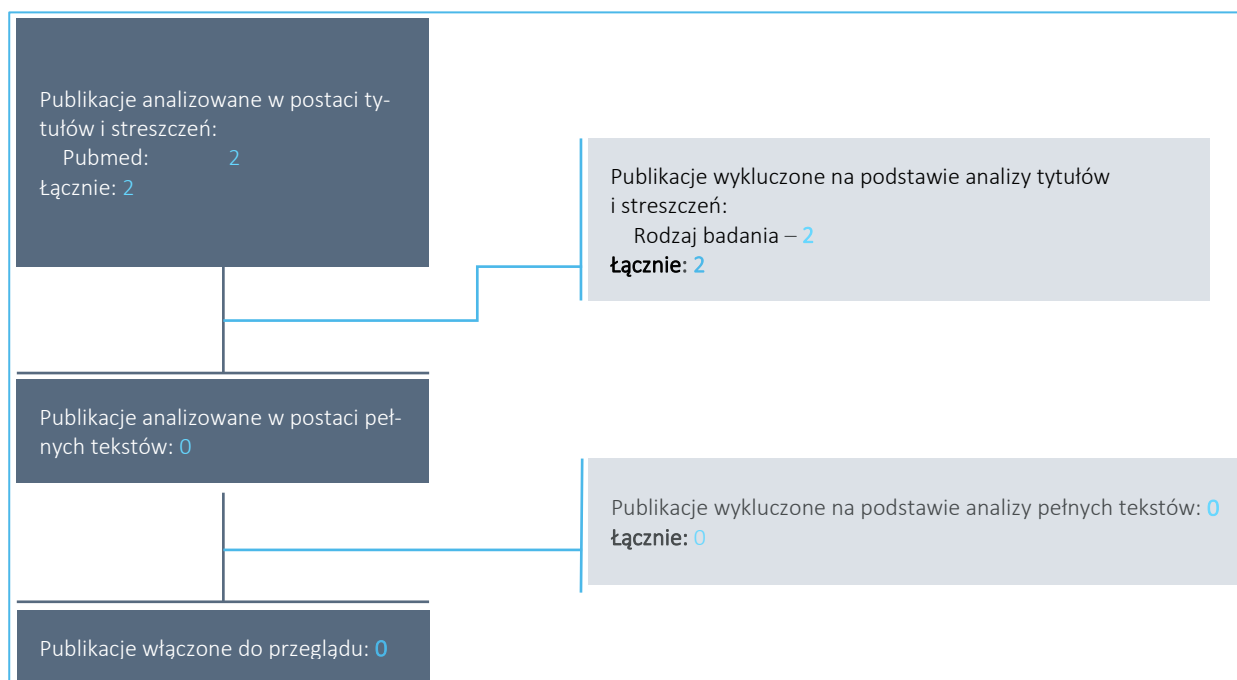 Publikacje analizowane w postaci ty-
tułów i streszczeń:
Pubmed: 2
Łącznie: 2
Publikacje wykluczone na podstawie analizy tytułów
i streszczeń:
Rodzaj badania – 2
Łącznie: 2
Publikacje analizowane w postaci peł-
nych tekstów: 0
Publikacje wykluczone na podstawie analizy pełnych tekstów: 0
Łącznie: 0
Publikacje włączone do przeglądu: 0